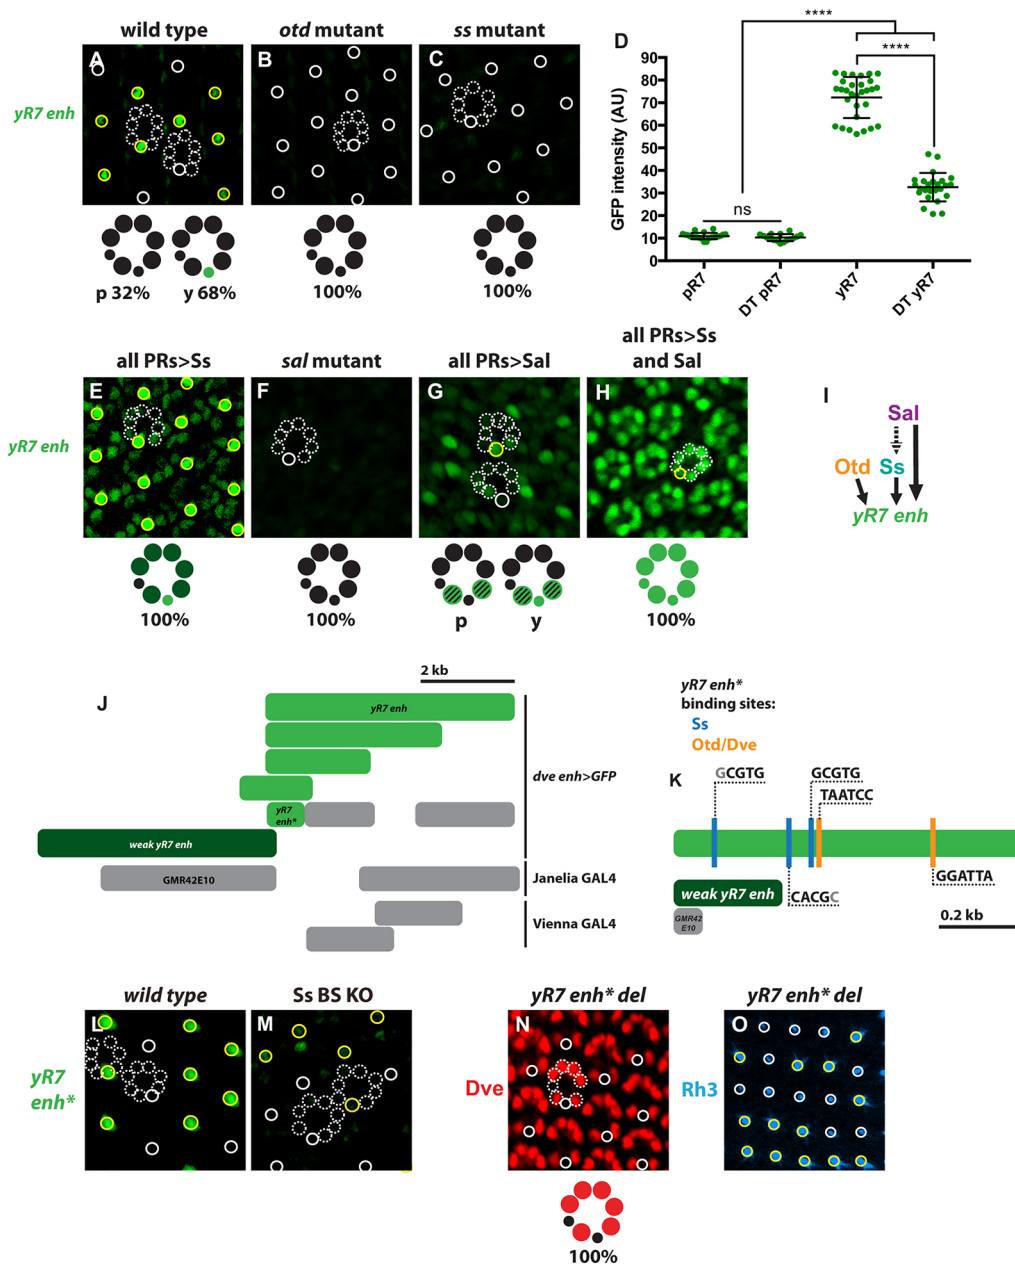 wild type
otd mutant
ss mutant
A
B
C
yR7 enh
p 32%
y 68%
100%
100%
D
****
****
ns
GFP intensity (AU)
90
80
70
60
50
40
30
20
10
0
pR7
DT pR7
yR7
DT yR7
all PRs>Ss
sal mutant
all PRs>Sal
all PRs>Ss
and Sal
E
F
G
H
yR7 enh
100%
100%
p
y
100%
I
Sal
Otd
Ss
yR7 enh
J
2 kb
yR7 enh
yR7
enh*
weak yR7 enh
GMR42E10
dve enh>GFP
Janelia GAL4
Vienna GAL4
yR7 enh*
binding sites:
Ss
Otd/Dve
K
GCGTG
GCGTG
TAATCC
CACGC
GGATTA
weak yR7 enh
GMR42
E10
0.2 kb
wild type
Ss BS KO
yR7 enh* del
yR7 enh* del
L
M
N
O
yR7
enh*
Dve
Rh3
100%